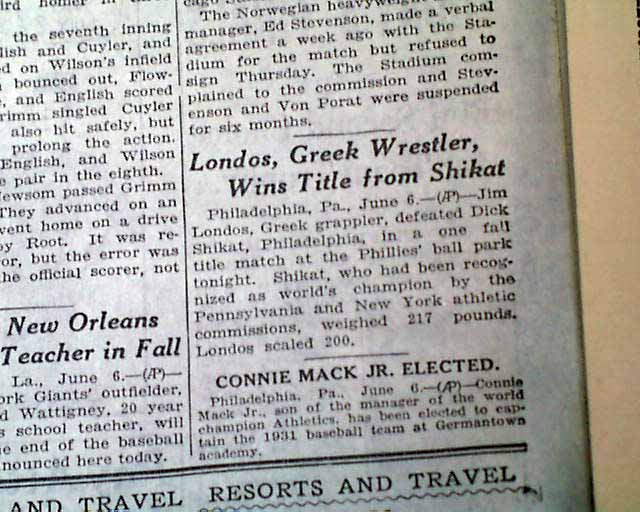 the seventh inning
lish and Cuyler, and
d on Wilson's infield
bounced out, Flow-
e, and English scored
rimm singled Cuyler
also hit safely, but
prolong the action.
English, and Wilson
e pair in the eighth.
ewsom passed Grimm
They advanced on an
vent home on a drive
by Root. It was re-
or, but the error was
the official scorer, not
New Orleans
Teacher in Fall
La., June 6.—(AP)—
ork Giants' outfielder,
d Wattigney, 20 year
s school teacher, will
e end of the baseball
nnounced here today.
The Norwegian heavyweight
manager, Ed Stevenson, made a verbal
agreement a week ago with the Sta-
dium for the match but refused to
sign Thursday. The Stadium com-
plained to the commission and Stev-
enson and Von Porat were suspended
for six months.
Londos, Greek Wrestler,
Wins Title from Shikat
Philadelphia, Pa., June 6.—(AP)—Jim
Londos, Greek grappler, defeated Dick
Shikat, Philadelphia, in a one fall
title match at the Phillies' ball park
tonight. Shikat, who had been recog-
nized as world's champion by the
Pennsylvania and New York athletic
commissions, weighed 217 pounds.
Londos scaled 200.
CONNIE MACK JR. ELECTED.
Philadelphia, Pa., June 6.—(AP)—Connie
Mack Jr., son of the manager of the world
champion Athletics, has been elected to cap-
tain the 1931 baseball team at Germantown
academy.
AND TRAVEL RESORTS AND TRAVEL